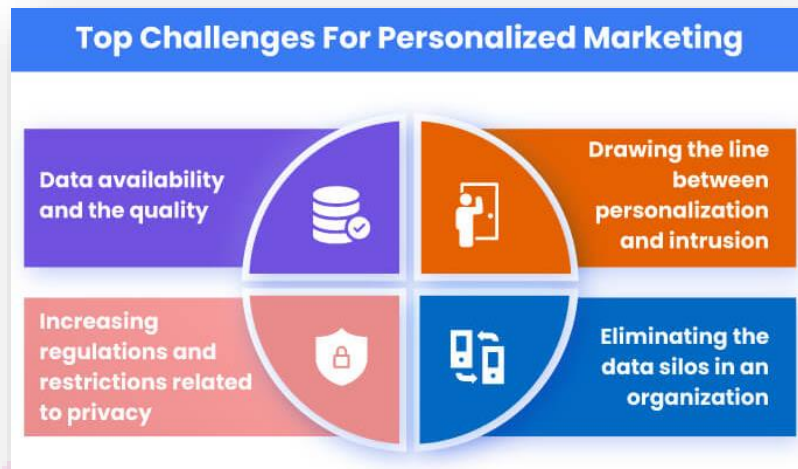 Top Challenges For Personalized Marketing
Data availability
and the quality
Drawing the line
between
personalization
and intrusion
Increasing
regulations and
restrictions related
to privacy
Eliminating the
data silos in an
organization